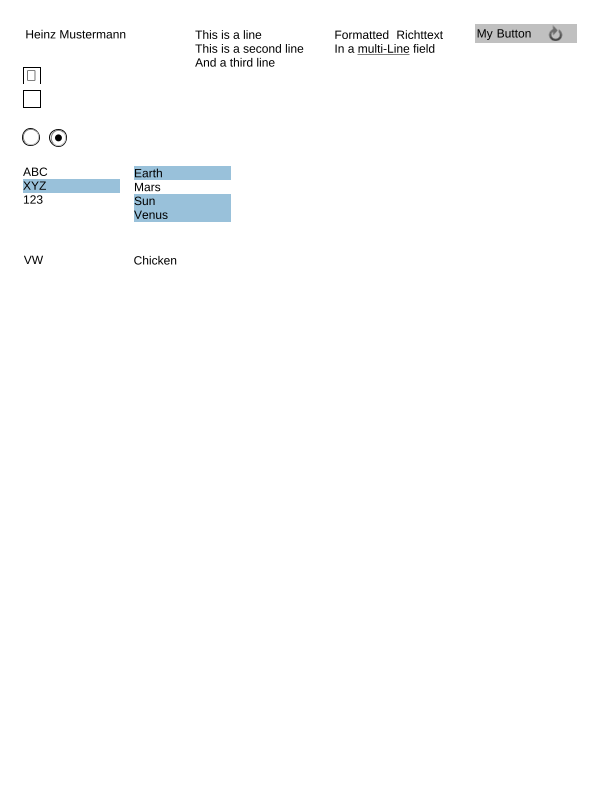 Heinz Mustermann
This is a line
This is a second line
And a third line
Formatted  Richttext
In a multi-Line field
My Button
ABC
XYZ
123
Earth
Mars
Sun
Venus
VW
Chicken